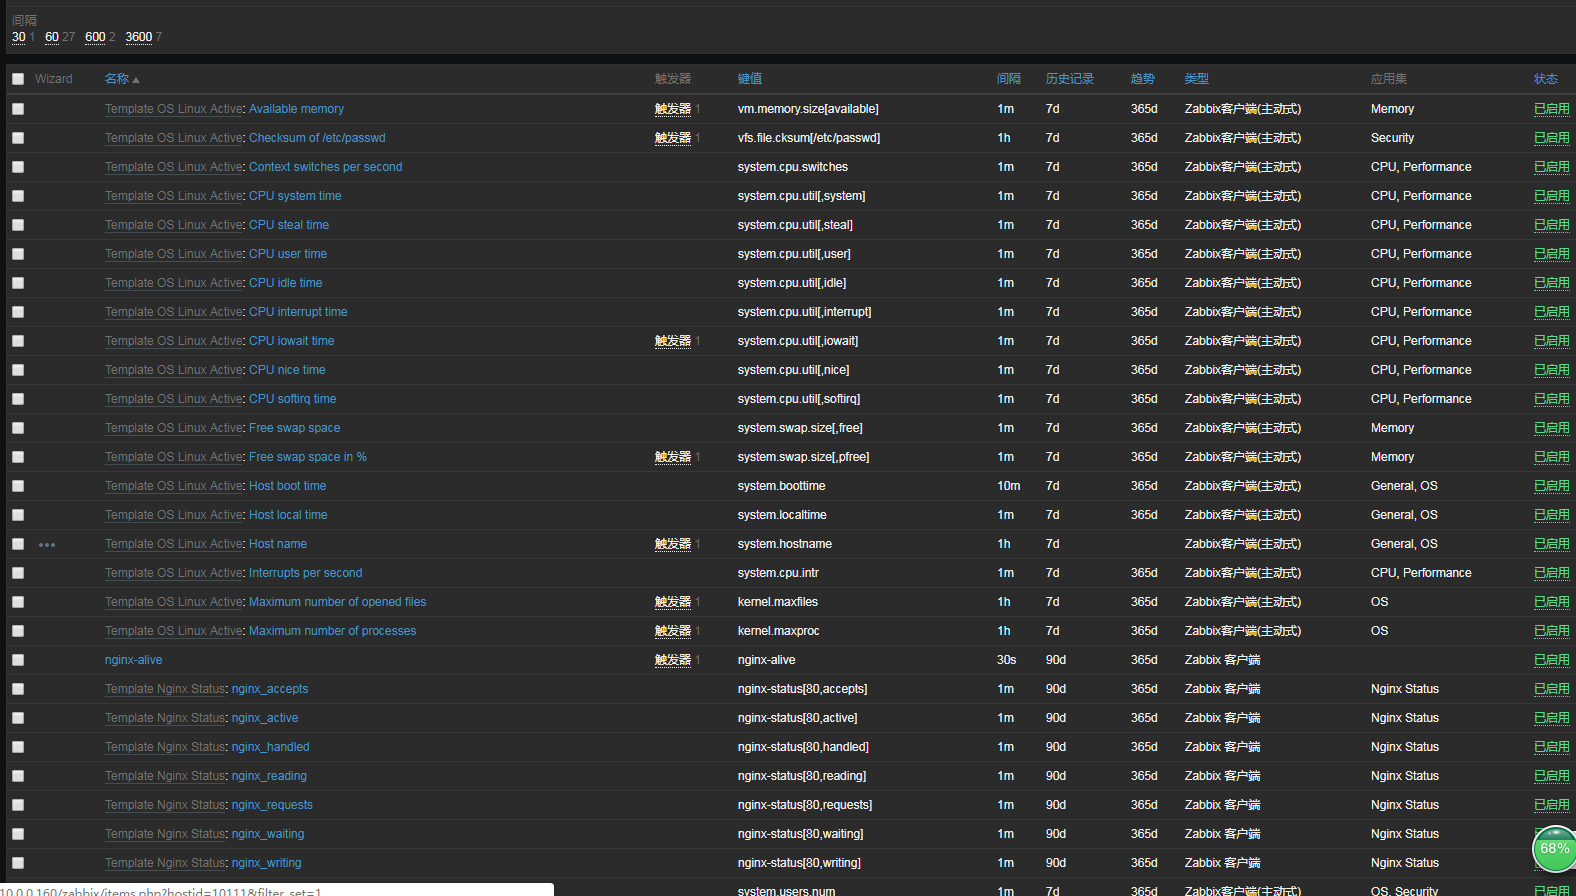 间隔
30 1 60 27 600 2 3600 7
Wizard 名称 触发器 键值 间隔 历史记录 趋势 类型 应用集 状态
Template OS Linux Active: Available memory 触发器 1 vm.memory.size[available] 1m 7d 365d Zabbix客户端(主动式) Memory 已启用
Template OS Linux Active: Checksum of /etc/passwd 触发器 1 vfs.file.cksum[/etc/passwd] 1h 7d 365d Zabbix客户端(主动式) Security 已启用
Template OS Linux Active: Context switches per second system.cpu.switches 1m 7d 365d Zabbix客户端(主动式) CPU, Performance 已启用
Template OS Linux Active: CPU system time system.cpu.util[,system] 1m 7d 365d Zabbix客户端(主动式) CPU, Performance 已启用
Template OS Linux Active: CPU steal time system.cpu.util[,steal] 1m 7d 365d Zabbix客户端(主动式) CPU, Performance 已启用
Template OS Linux Active: CPU user time system.cpu.util[,user] 1m 7d 365d Zabbix客户端(主动式) CPU, Performance 已启用
Template OS Linux Active: CPU idle time system.cpu.util[,idle] 1m 7d 365d Zabbix客户端(主动式) CPU, Performance 已启用
Template OS Linux Active: CPU interrupt time system.cpu.util[,interrupt] 1m 7d 365d Zabbix客户端(主动式) CPU, Performance 已启用
Template OS Linux Active: CPU iowait time 触发器 1 system.cpu.util[,iowait] 1m 7d 365d Zabbix客户端(主动式) CPU, Performance 已启用
Template OS Linux Active: CPU nice time system.cpu.util[,nice] 1m 7d 365d Zabbix客户端(主动式) CPU, Performance 已启用
Template OS Linux Active: CPU softirq time system.cpu.util[,softirq] 1m 7d 365d Zabbix客户端(主动式) CPU, Performance 已启用
Template OS Linux Active: Free swap space system.swap.size[,free] 1m 7d 365d Zabbix客户端(主动式) Memory 已启用
Template OS Linux Active: Free swap space in % 触发器 1 system.swap.size[,pfree] 1m 7d 365d Zabbix客户端(主动式) Memory 已启用
Template OS Linux Active: Host boot time system.boottime 10m 7d 365d Zabbix客户端(主动式) General, OS 已启用
Template OS Linux Active: Host local time system.localtime 1m 7d 365d Zabbix客户端(主动式) General, OS 已启用
Template OS Linux Active: Host name 触发器 1 system.hostname 1h 7d Zabbix客户端(主动式) General, OS 已启用
Template OS Linux Active: Interrupts per second system.cpu.intr 1m 7d 365d Zabbix客户端(主动式) CPU, Performance 已启用
Template OS Linux Active: Maximum number of opened files 触发器 1 kernel.maxfiles 1h 7d 365d Zabbix客户端(主动式) OS 已启用
Template OS Linux Active: Maximum number of processes 触发器 1 kernel.maxproc 1h 7d 365d Zabbix客户端(主动式) OS 已启用
nginx-alive 触发器 1 nginx-alive 30s 90d 365d Zabbix 客户端 已启用
Template Nginx Status: nginx_accepts nginx-status[80,accepts] 1m 90d 365d Zabbix 客户端 Nginx Status 已启用
Template Nginx Status: nginx_active nginx-status[80,active] 1m 90d 365d Zabbix 客户端 Nginx Status 已启用
Template Nginx Status: nginx_handled nginx-status[80,handled] 1m 90d 365d Zabbix 客户端 Nginx Status 已启用
Template Nginx Status: nginx_reading nginx-status[80,reading] 1m 90d 365d Zabbix 客户端 Nginx Status 已启用
Template Nginx Status: nginx_requests nginx-status[80,requests] 1m 90d 365d Zabbix 客户端 Nginx Status 已启用
Template Nginx Status: nginx_waiting nginx-status[80,waiting] 1m 90d 365d Zabbix 客户端 Nginx Status
68%
Template Nginx Status: nginx_writing nginx-status[80,writing] 1m 90d 365d Zabbix 客户端 Nginx Status
10.0.0.160/zabbix/items.php?hostid=10111&filter_set=1 system.users.num 1m 7d 365d Zabbix客户端(主动式) OS, Security 已启用